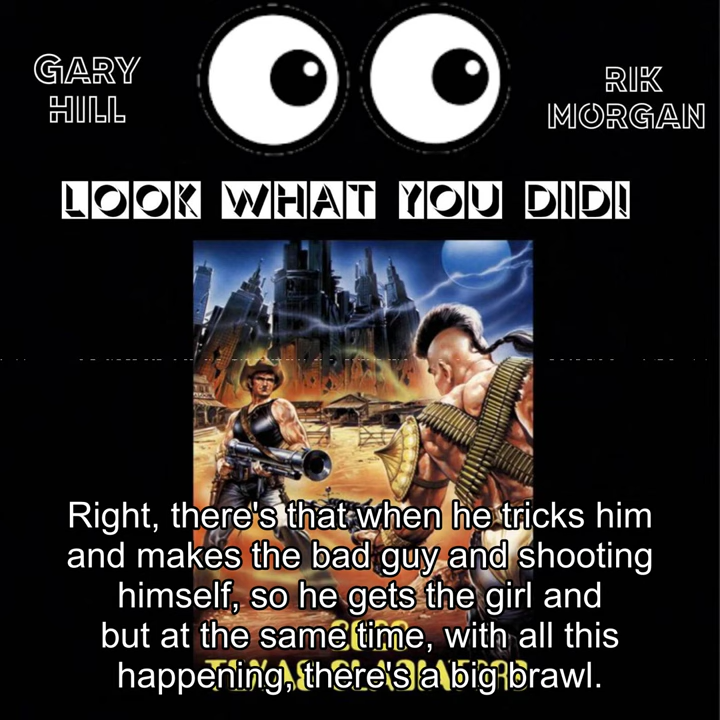 GARY
HILL
RIK
MORGAN
LOOK WHAT YOU DID!
Right, there's that when he tricks him
and makes the bad guy and shooting
himself, so he gets the girl and
but at the same time, with all this
happening, there's a big brawl.